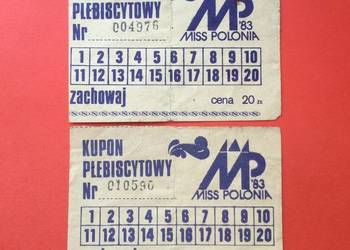 PLEBISCYTOWY
Nr 004976
MP '83
MISS POLONIA
1 2 3 4 5 6 7 8 9 10
11 12 13 14 15 16 17 18 19 20
zachowaj cena 20 zł
KUPON
PLEBISCYTOWY
Nr 010590
MP '83
MISS POLONIA
1 2 3 4 5 6 7 8 9 10
11 12 13 14 15 16 17 18 19 20